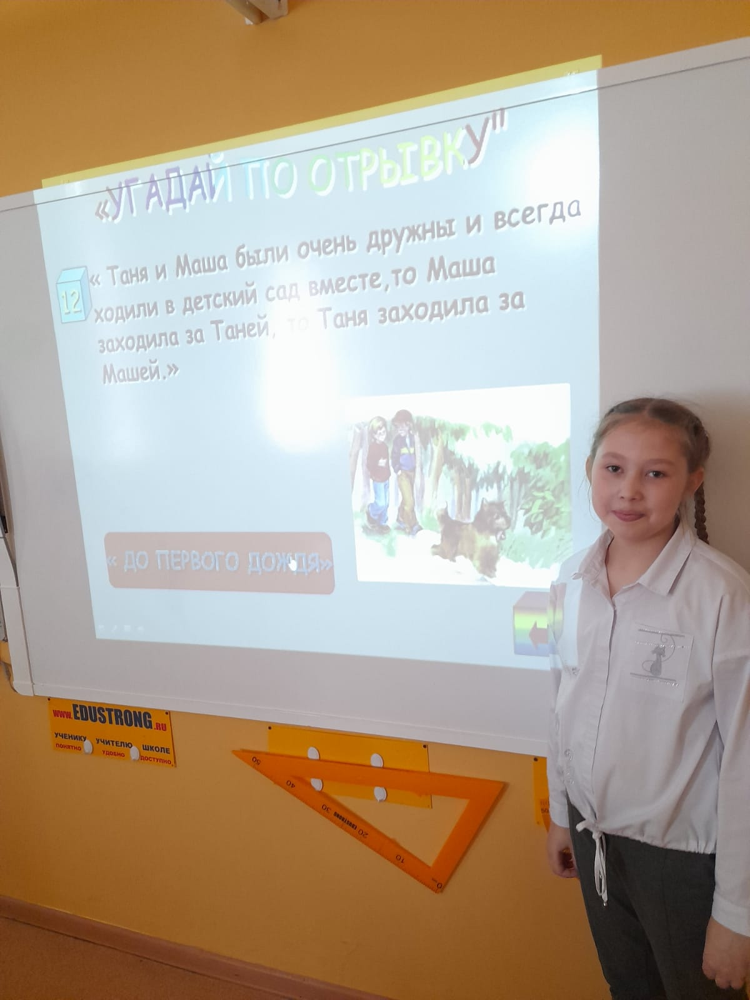 «УГАДАЙ ПО ОТРЫВКУ"
12
« Таня и Маша были очень дружны и всегда
ходили в детский сад вместе,то Маша
заходила за Таней, то Таня заходила за
Машей.»
« ДО ПЕРВОГО ДОЖДЯ»
www.EDUSTRONG.RU
УЧЕНИКУ УЧИТЕЛЮ ШКОЛЕ
ПОНЯТНО УДОБНО ДОСТУПНО
50
40
30
EDUSTRONG
20
10
0